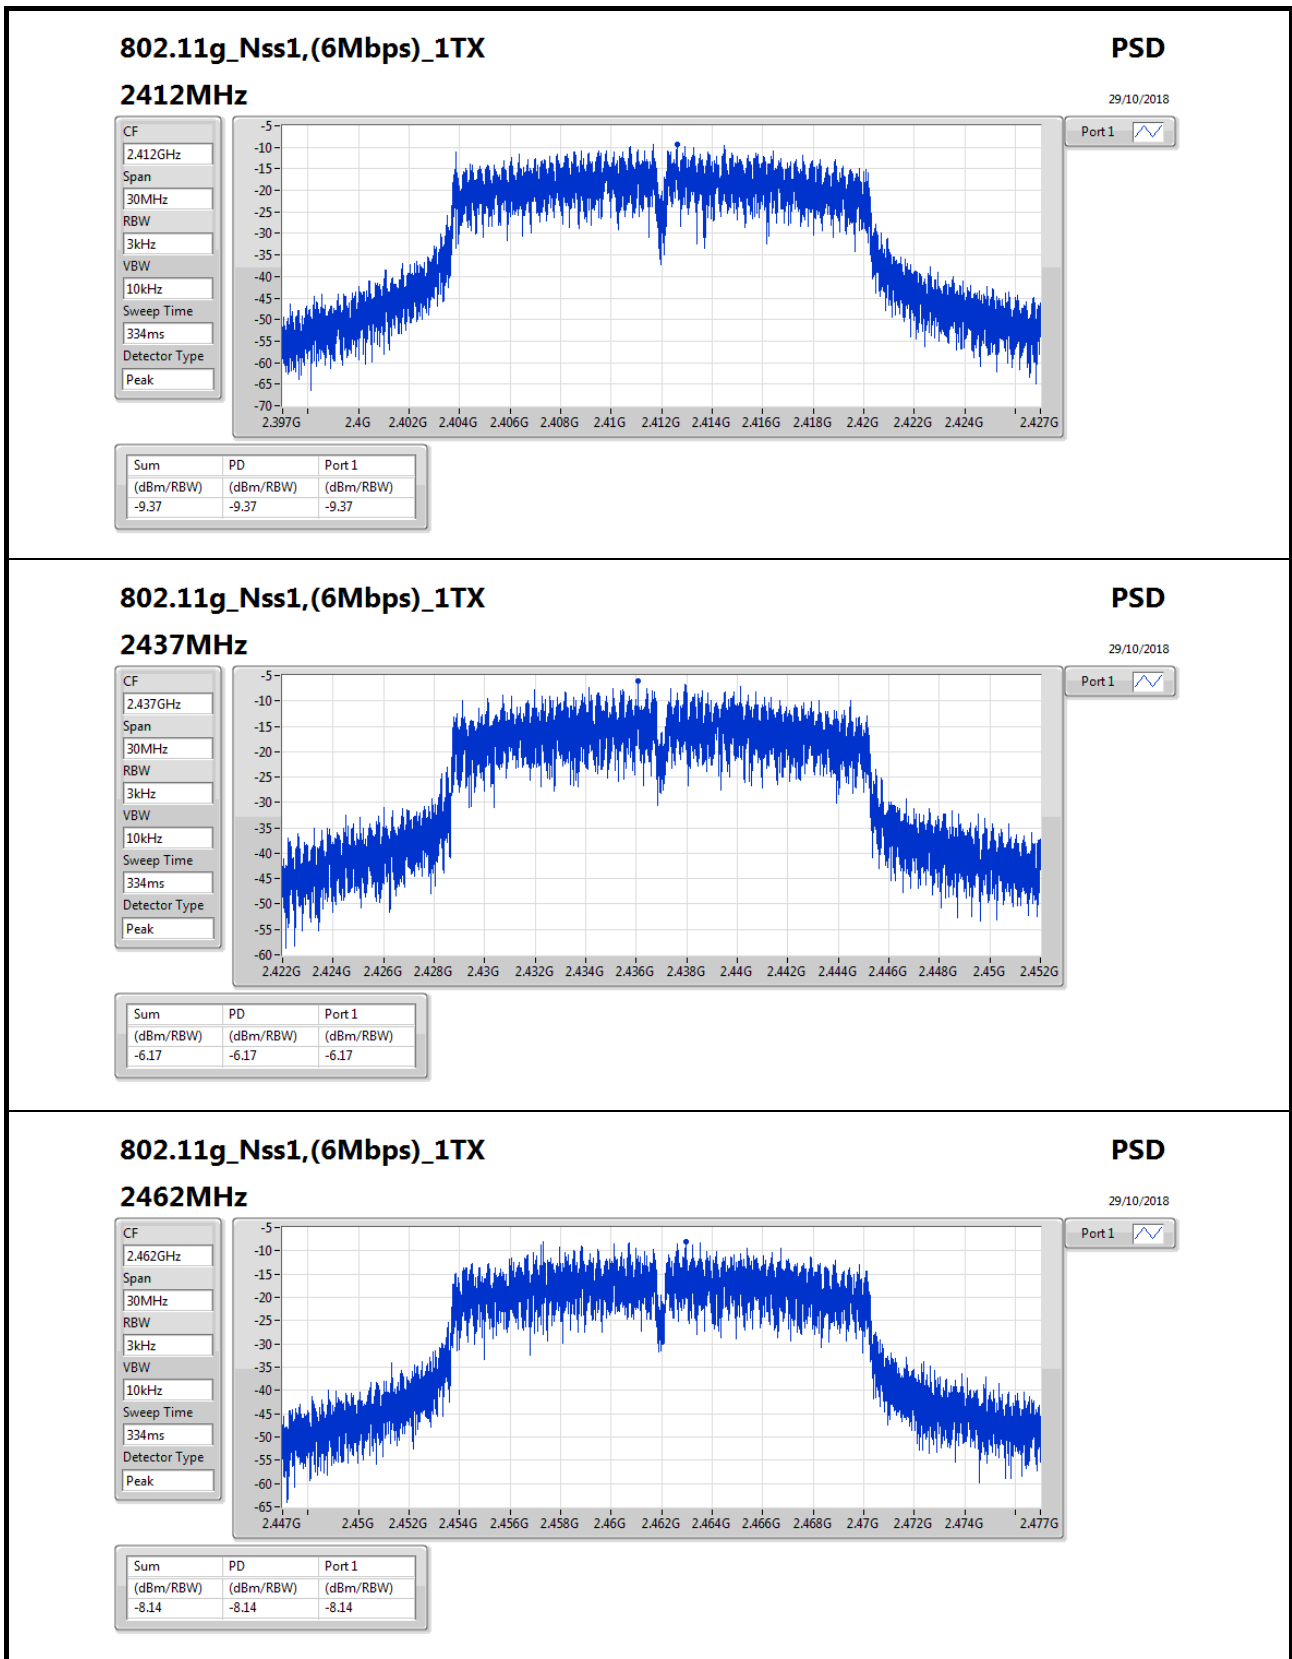 802.11g_Nss1,(6Mbps)_1TX PSD
2412MHz 29/10/2018
CF
2.412GHz
Span
30MHz
RBW
3kHz
VBW
10kHz
Sweep Time
334ms
Detector Type
Peak
-5
-10
-15
-20
-25
-30
-35
-40
-45
-50
-55
-60
-65
-70
2.397G 2.4G 2.402G 2.404G 2.406G 2.408G 2.41G 2.412G 2.414G 2.416G 2.418G 2.42G 2.422G 2.424G 2.427G
Port 1
Sum PD Port 1
(dBm/RBW) (dBm/RBW) (dBm/RBW)
-9.37 -9.37 -9.37
802.11g_Nss1,(6Mbps)_1TX PSD
2437MHz 29/10/2018
CF
2.437GHz
Span
30MHz
RBW
3kHz
VBW
10kHz
Sweep Time
334ms
Detector Type
Peak
-5
-10
-15
-20
-25
-30
-35
-40
-45
-50
-55
-60
2.422G 2.424G 2.426G 2.428G 2.43G 2.432G 2.434G 2.436G 2.438G 2.44G 2.442G 2.444G 2.446G 2.448G 2.45G 2.452G
Port 1
Sum PD Port 1
(dBm/RBW) (dBm/RBW) (dBm/RBW)
-6.17 -6.17 -6.17
802.11g_Nss1,(6Mbps)_1TX PSD
2462MHz 29/10/2018
CF
2.462GHz
Span
30MHz
RBW
3kHz
VBW
10kHz
Sweep Time
334ms
Detector Type
Peak
-5
-10
-15
-20
-25
-30
-35
-40
-45
-50
-55
-60
-65
2.447G 2.45G 2.452G 2.454G 2.456G 2.458G 2.46G 2.462G 2.464G 2.466G 2.468G 2.47G 2.472G 2.474G 2.477G
Port 1
Sum PD Port 1
(dBm/RBW) (dBm/RBW) (dBm/RBW)
-8.14 -8.14 -8.14